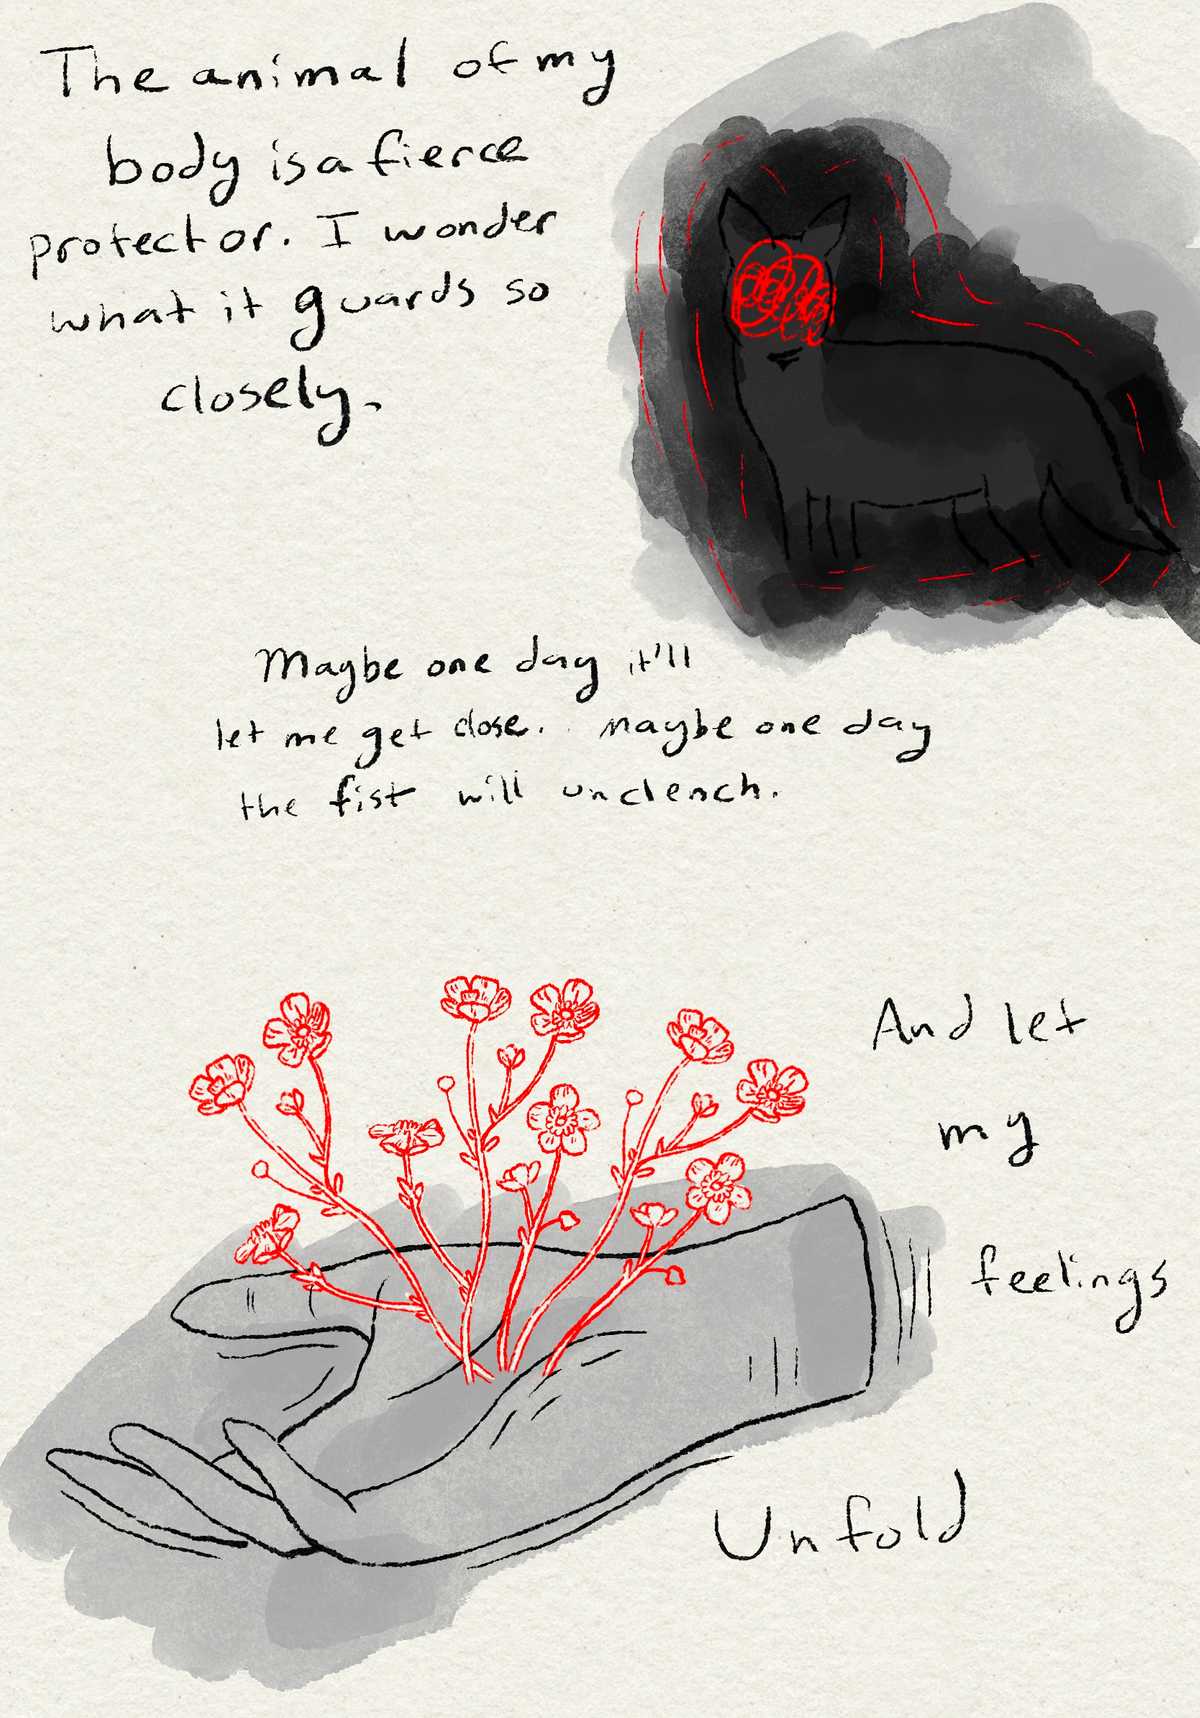 The animal of my
body is a fierce
protector. I wonder
what it guards so
closely.
Maybe one day it'll
let me get close. maybe one day
the fist will unclench.
And let
my
feelings
Unfold